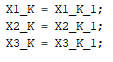 X1_K = X1_K_1;
X2_K = X2_K_1;
X3_K = X3_K_1;